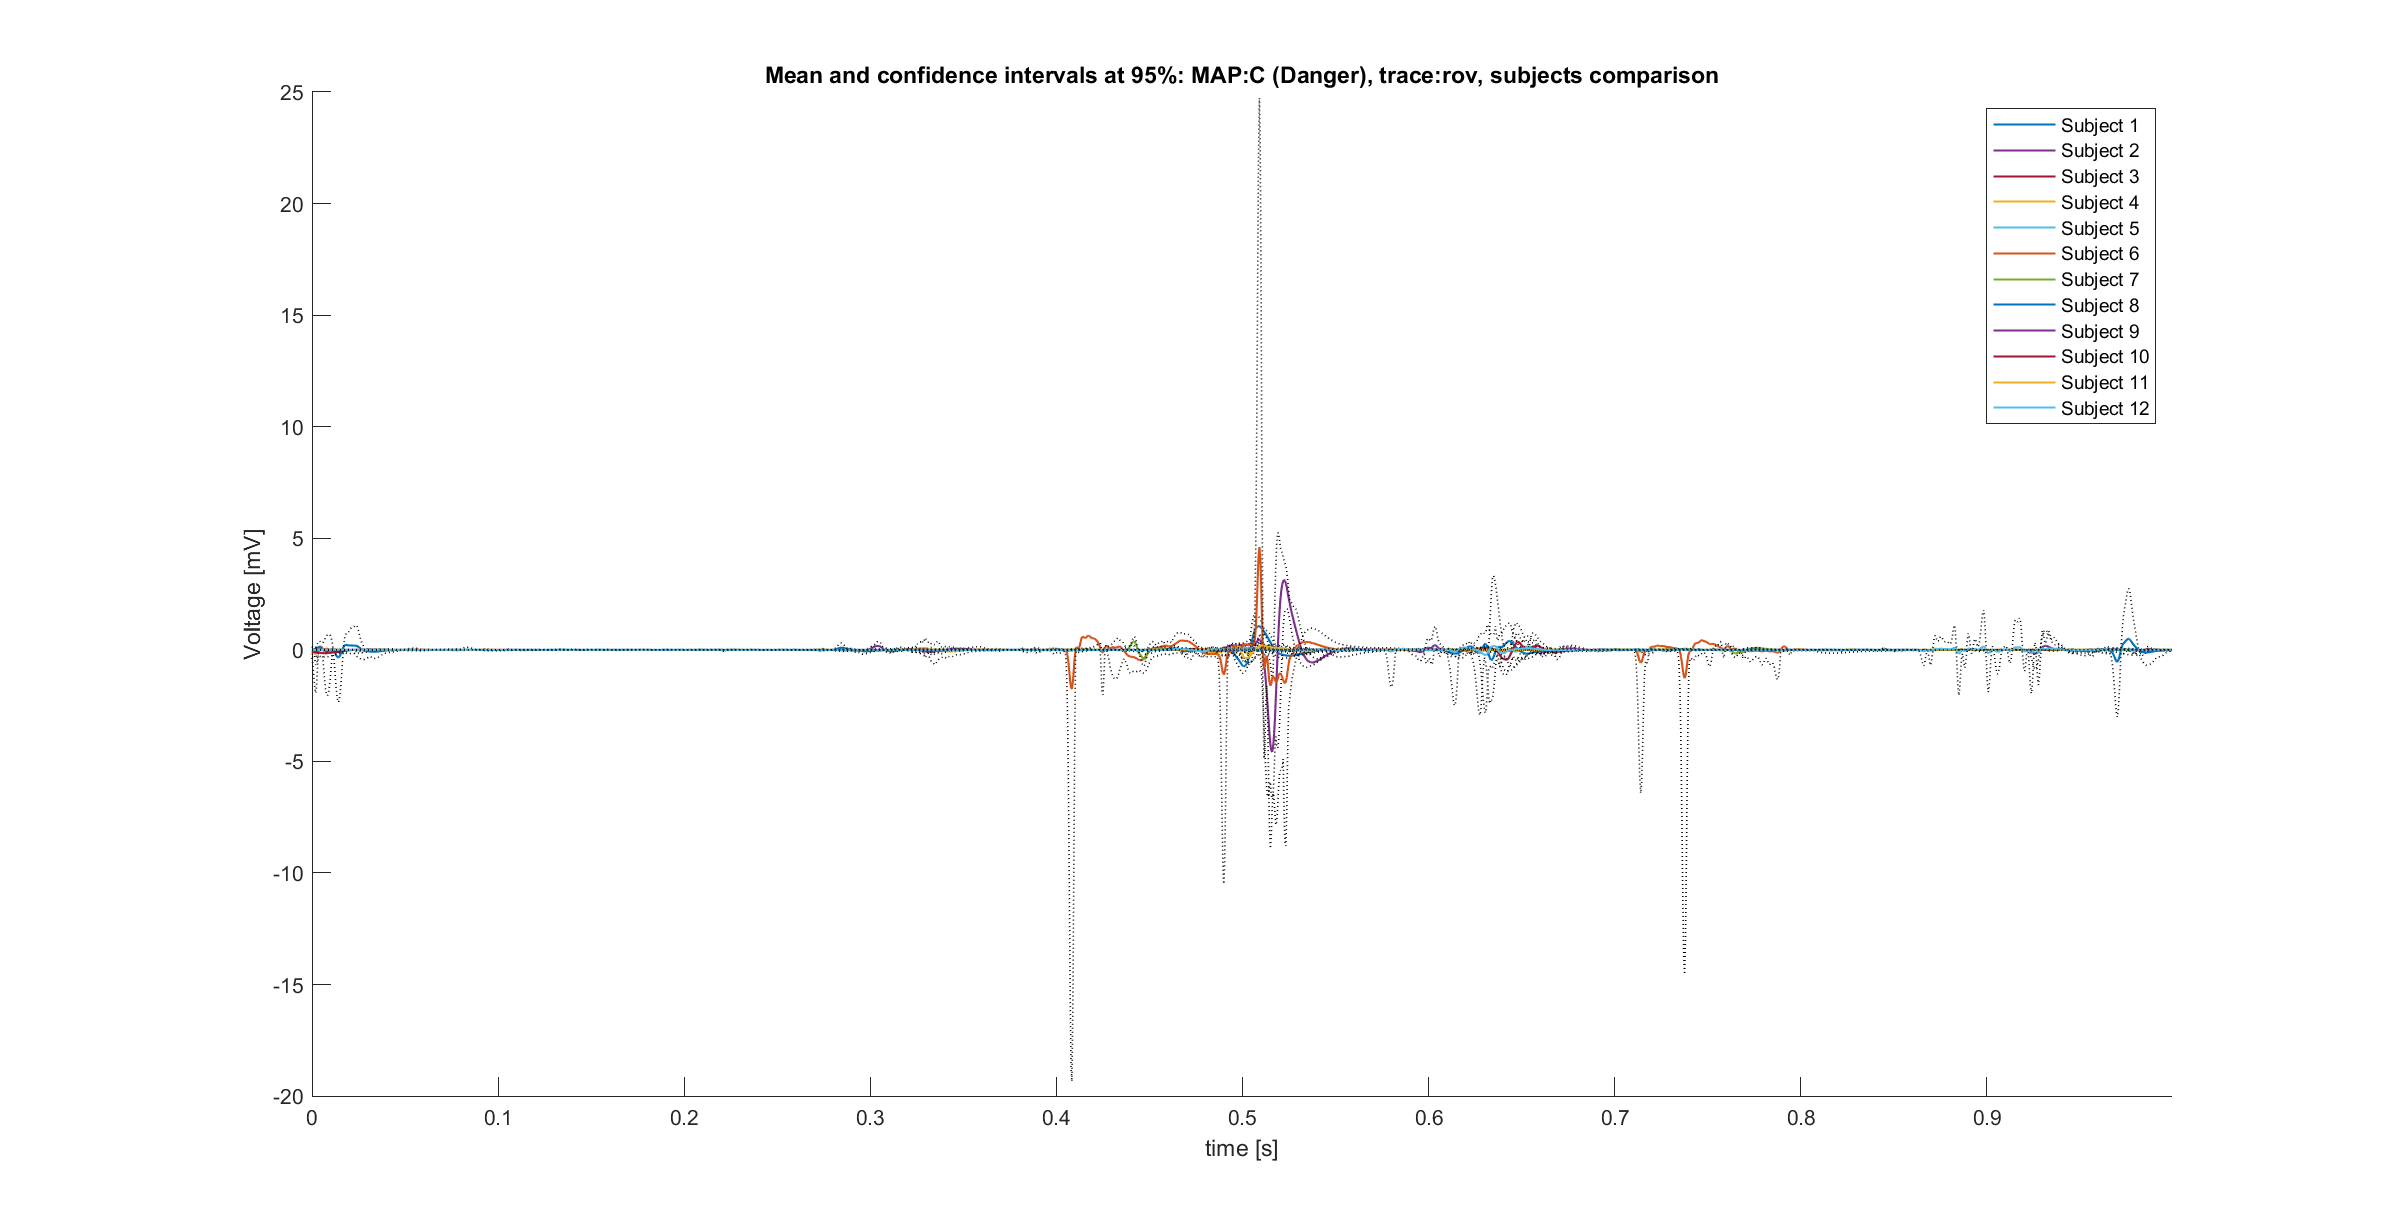 Mean and confidence intervals at 95%: MAP:C (Danger), trace:rov, subjects comparison
25
20
15
10
5
0
-5
-10
-15
-20
Voltage [mV]
Subject 1
Subject 2
Subject 3
Subject 4
Subject 5
Subject 6
Subject 7
Subject 8
Subject 9
Subject 10
Subject 11
Subject 12
0 0.1 0.2 0.3 0.4 0.5 0.6 0.7 0.8 0.9
time [s]